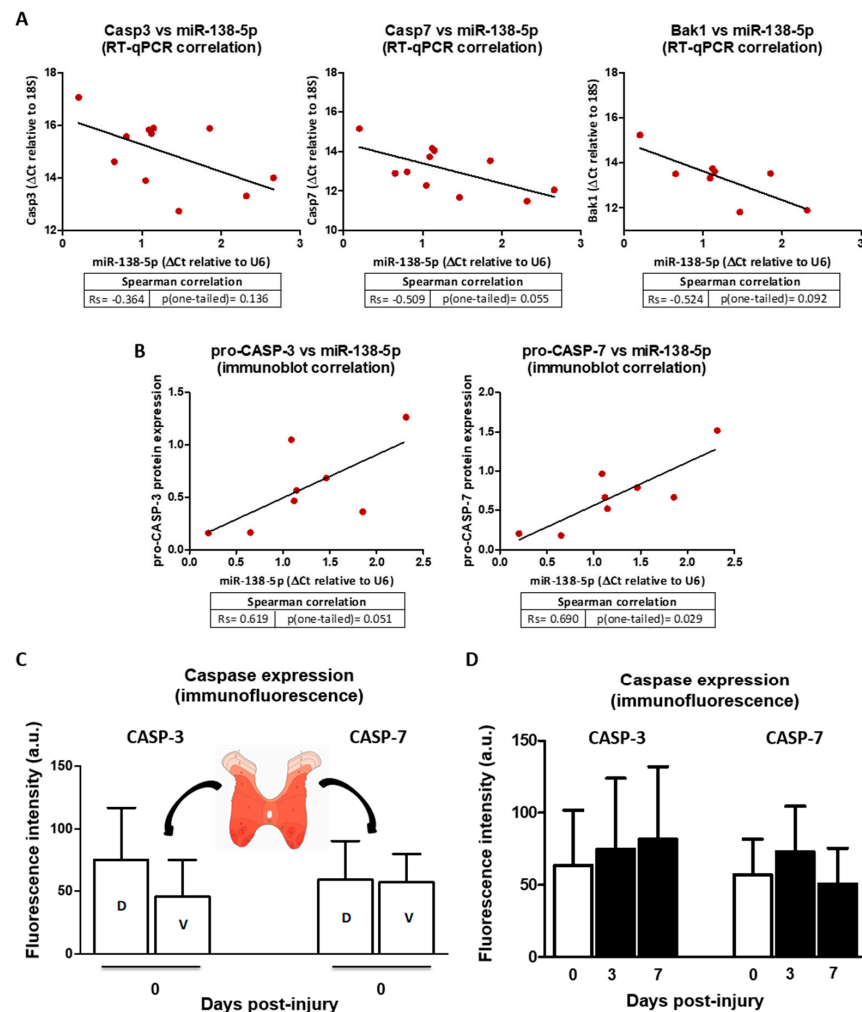 A
Casp3 vs miR-138-5p
(RT-qPCR correlation)
Casp3 (ΔCt relative to 18S)
18
16
14
12
0 1 2 3
miR-138-5p (ΔCt relative to U6)
Spearman correlation
Rs= -0.364 p(one-tailed)= 0.136
Casp7 vs miR-138-5p
(RT-qPCR correlation)
Casp7 (ΔCt relative to 18S)
18
16
14
12
10
0 1 2 3
miR-138-5p (ΔCt relative to U6)
Spearman correlation
Rs= -0.509 p(one-tailed)= 0.055
Bak1 vs miR-138-5p
(RT-qPCR correlation)
Bak1 (ΔCt relative to 18S)
18
16
14
12
0 1 2 3
miR-138-5p (ΔCt relative to U6)
Spearman correlation
Rs= -0.524 p(one-tailed)= 0.092
B
pro-CASP-3 vs miR-138-5p
(immunoblot correlation)
pro-CASP-3 protein expression
1.5
1.0
0.5
0.0
0.0 0.5 1.0 1.5 2.0 2.5
miR-138-5p (ΔCt relative to U6)
Spearman correlation
Rs= 0.619 p(one-tailed)= 0.051
pro-CASP-7 vs miR-138-5p
(immunoblot correlation)
pro-CASP-7 protein expression
2.0
1.5
1.0
0.5
0.0
0.0 0.5 1.0 1.5 2.0 2.5
miR-138-5p (ΔCt relative to U6)
Spearman correlation
Rs= 0.690 p(one-tailed)= 0.029
C
Caspase expression
(immunofluorescence)
CASP-3 CASP-7
Fluorescence intensity (a.u.)
150
100
50
0
D V D V
0 0
Days post-injury
D
Caspase expression
(immunofluorescence)
CASP-3 CASP-7
Fluorescence intensity (a.u.)
150
100
50
0
0 3 7 0 3 7
Days post-injury